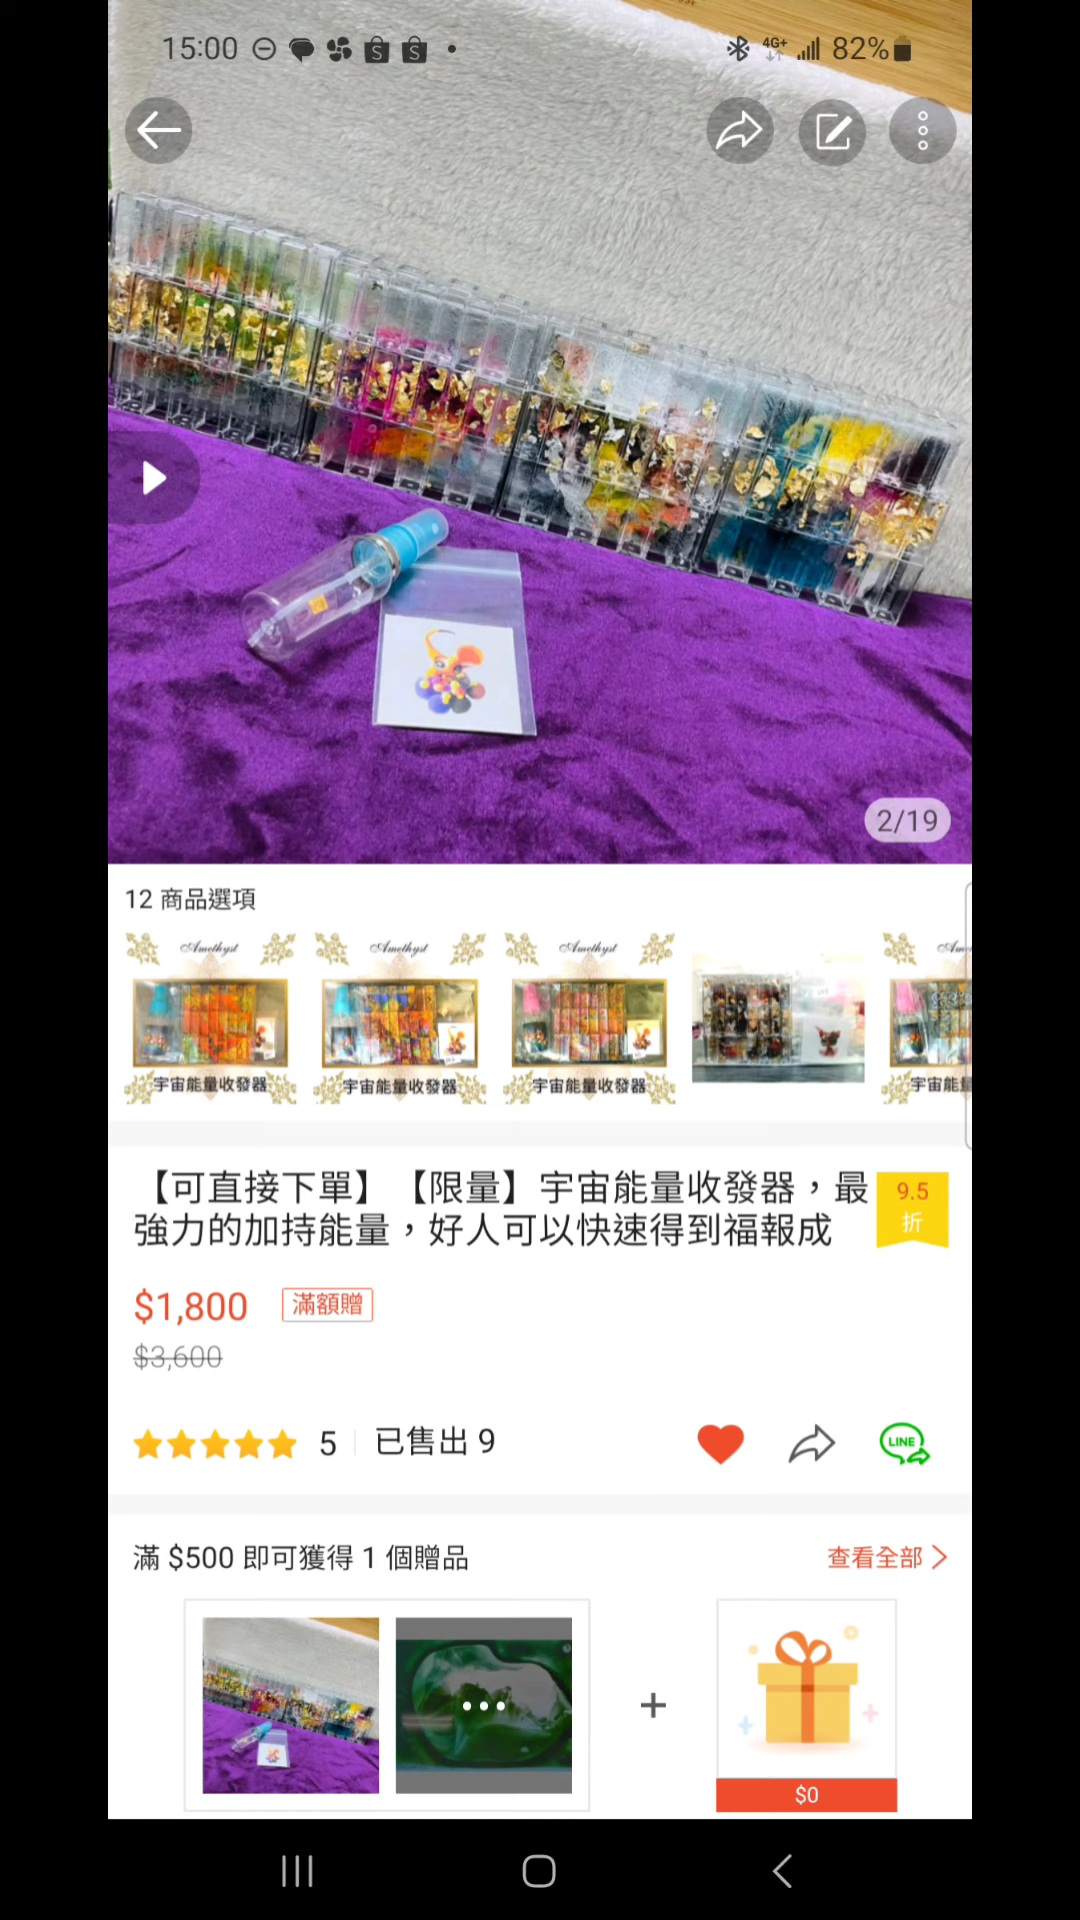 15:00
4G+
82%
2/19
12 商品選項
Amethyst
Amethyst
Amethyst
宇宙能量收發器
宇宙能量收發器
宇宙能量收發器
【可直接下單】【限量】宇宙能量收發器，最
強力的加持能量，好人可以快速得到福報成
9.5
折
$1,800
滿額贈
$3,600
5
已售出 9
LINE
滿 $500 即可獲得 1 個贈品
查看全部
+
$0